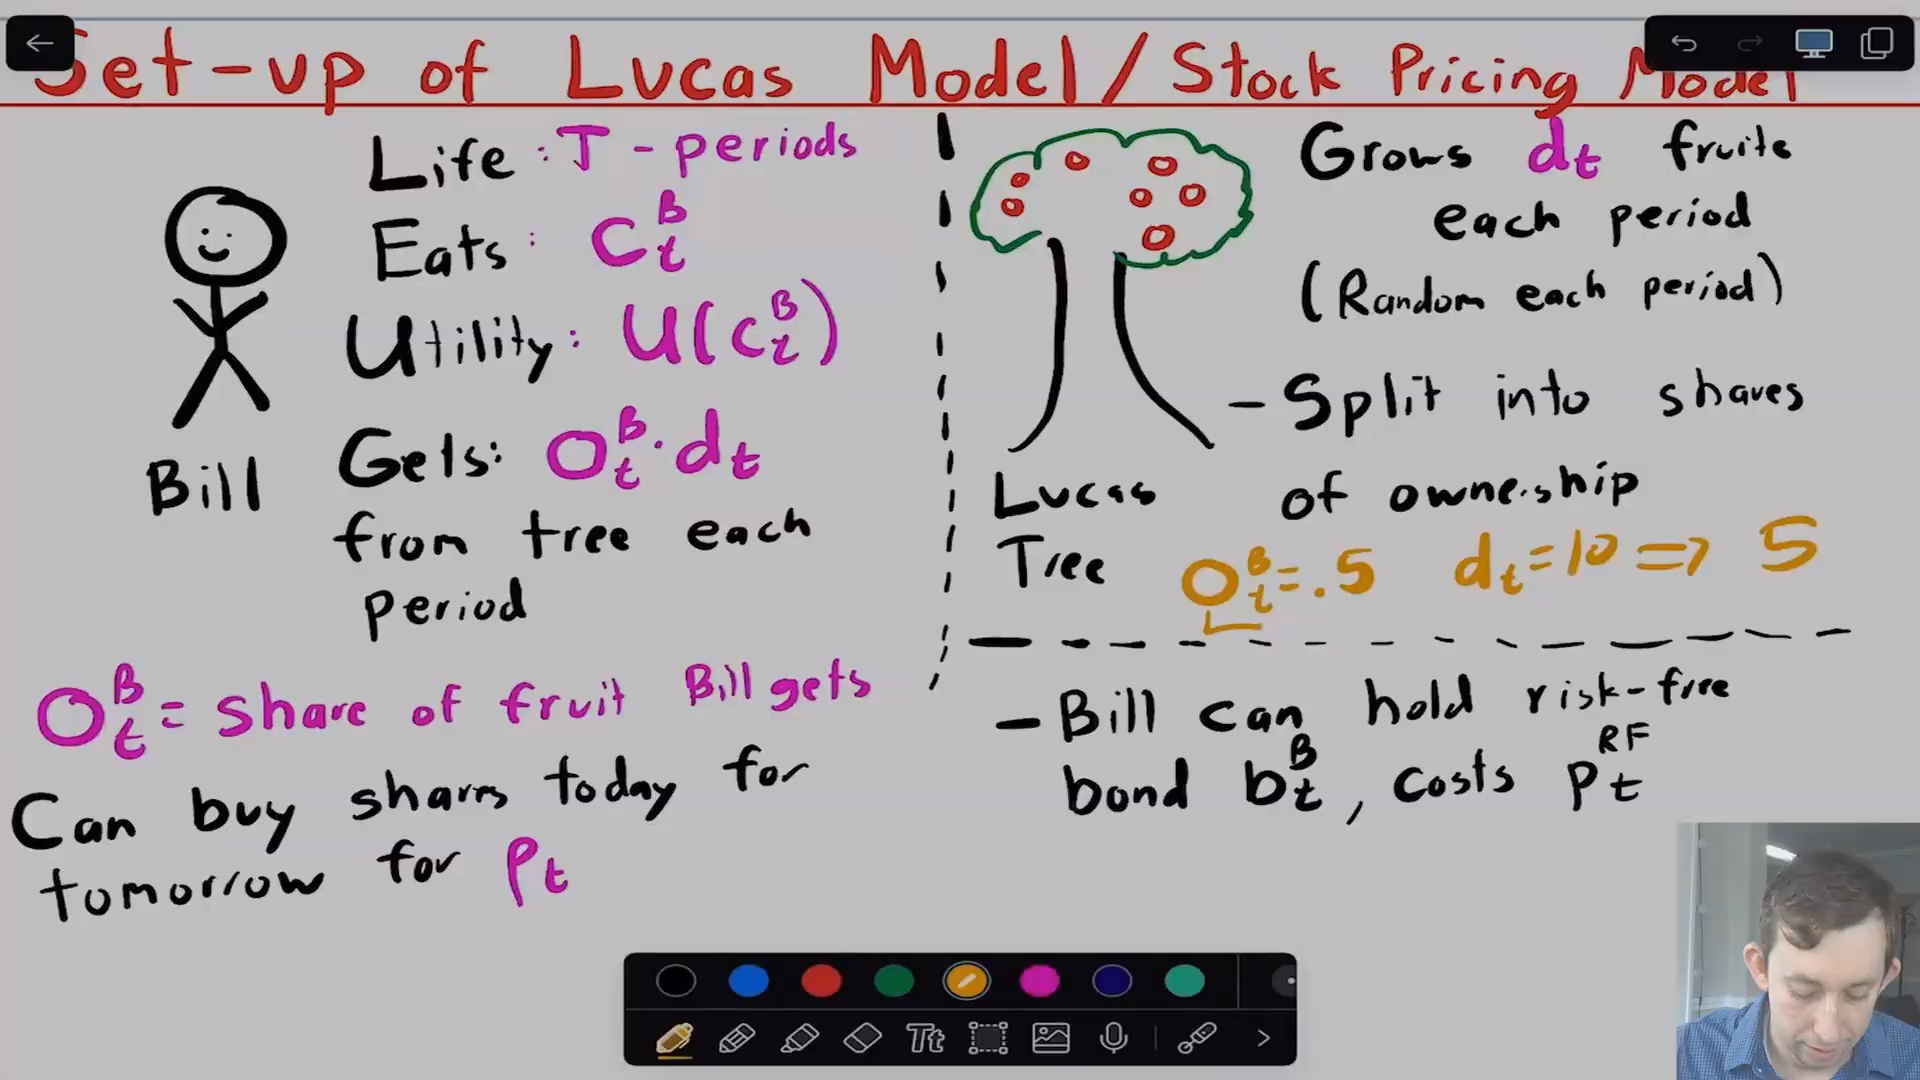 Set-up of Lucas Model / Stock Pricing Model
Life: T - periods
Eats: C_t^B
Utility: U(C_t^B)
Gets: O_t^B · d_t
from tree each
period
Bill
O_t^B = share of fruit Bill gets
Can buy shares today for
tomorrow for P_t
Grows d_t fruits
each period
(Random each period)
- Split into shares
of ownership
Lucas
Tree
O_t^B = .5 d_t = 10 => 5
- Bill can hold risk-free
bond b_t^B, costs P_t^RF
Tt